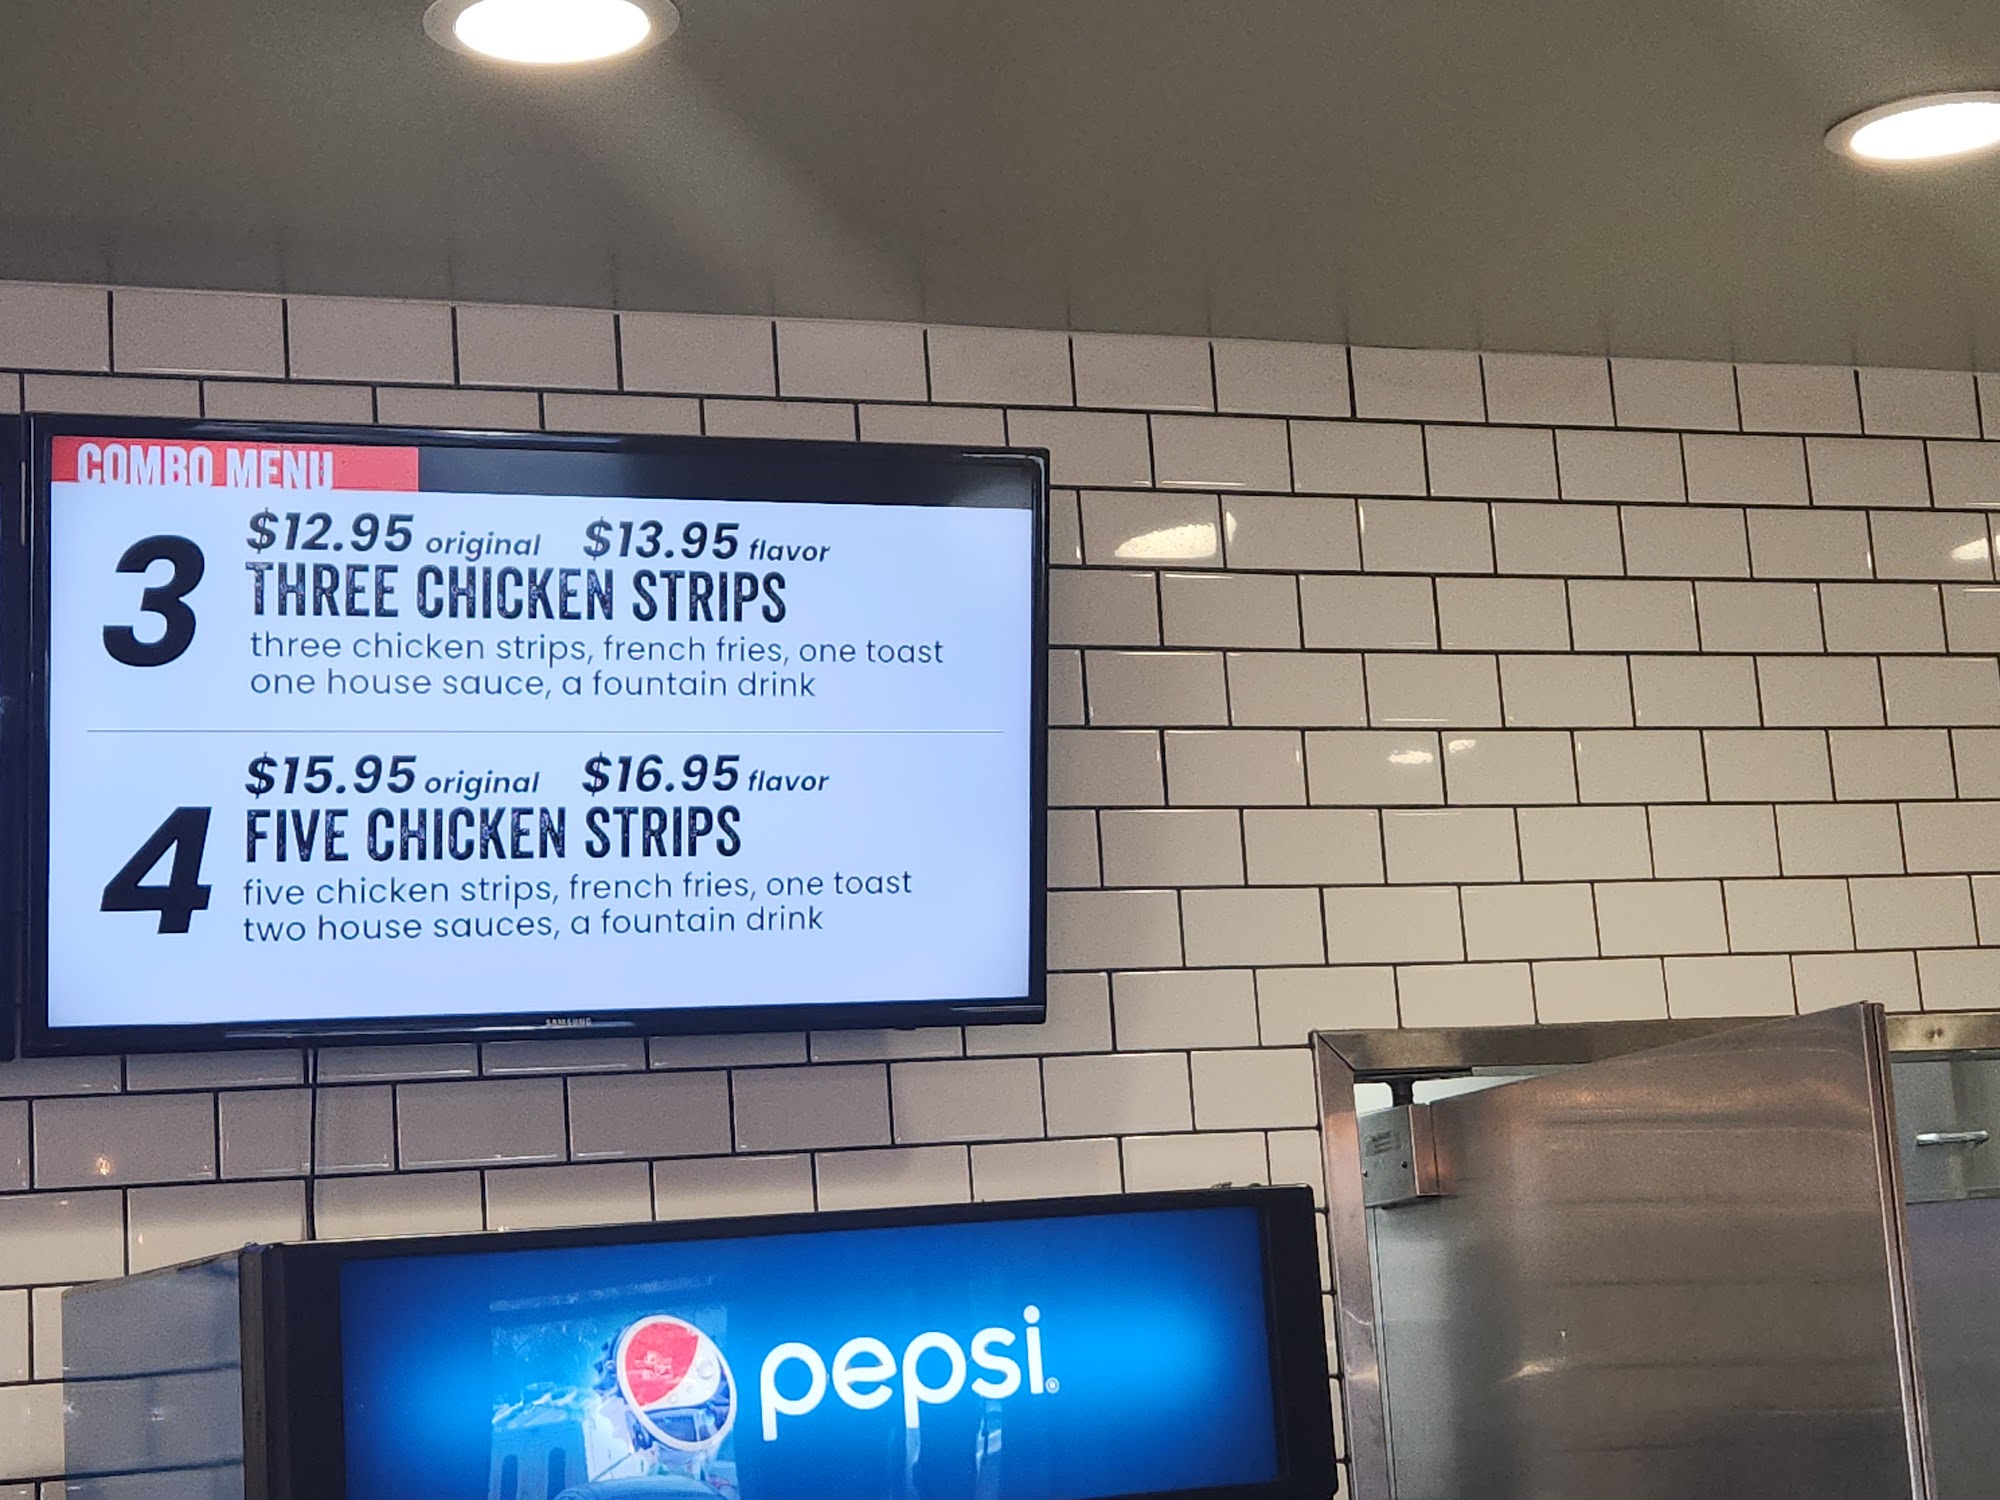 COMBO MENU
3
$12.95 original $13.95 flavor
THREE CHICKEN STRIPS
three chicken strips, french fries, one toast
one house sauce, a fountain drink
4
$15.95 original $16.95 flavor
FIVE CHICKEN STRIPS
five chicken strips, french fries, one toast
two house sauces, a fountain drink
SAMSUNG
pepsi®